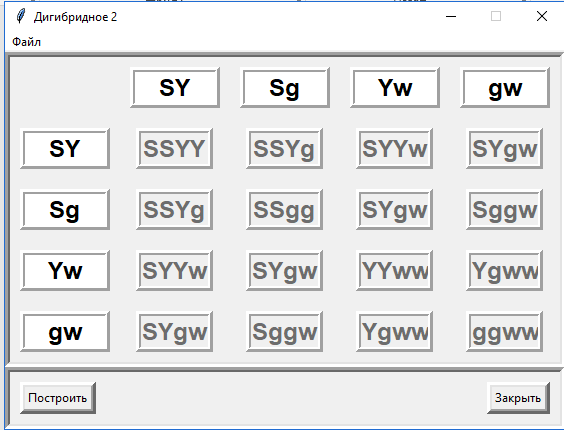 Дигибридное 2
Файл
SY Sg Yw gw
SY SSYY SSYg SYYw SYgw
Sg SSYg SSgg SYgw Sggw
Yw SYYw SYgw YYww Ygww
gw SYgw Sggw Ygww ggww
Построить Закрыть